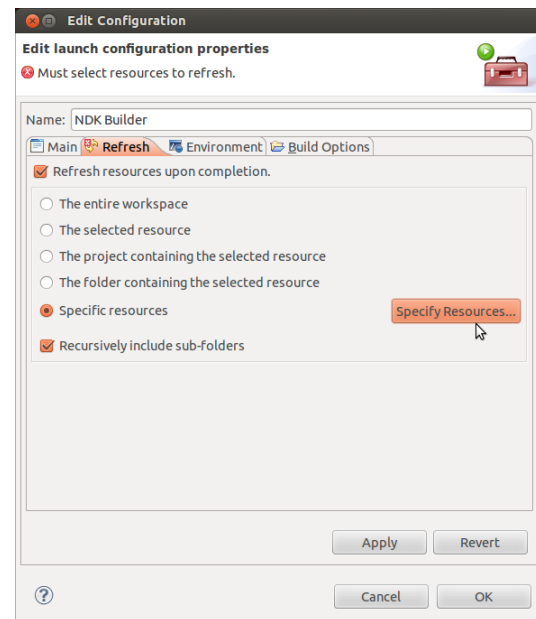 Edit Configuration
Edit launch configuration properties
Must select resources to refresh.
Name: NDK Builder
Main Refresh Environment Build Options
Refresh resources upon completion.
The entire workspace
The selected resource
The project containing the selected resource
The folder containing the selected resource
Specific resources Specify Resources...
Recursively include sub-folders
Apply Revert
? Cancel OK